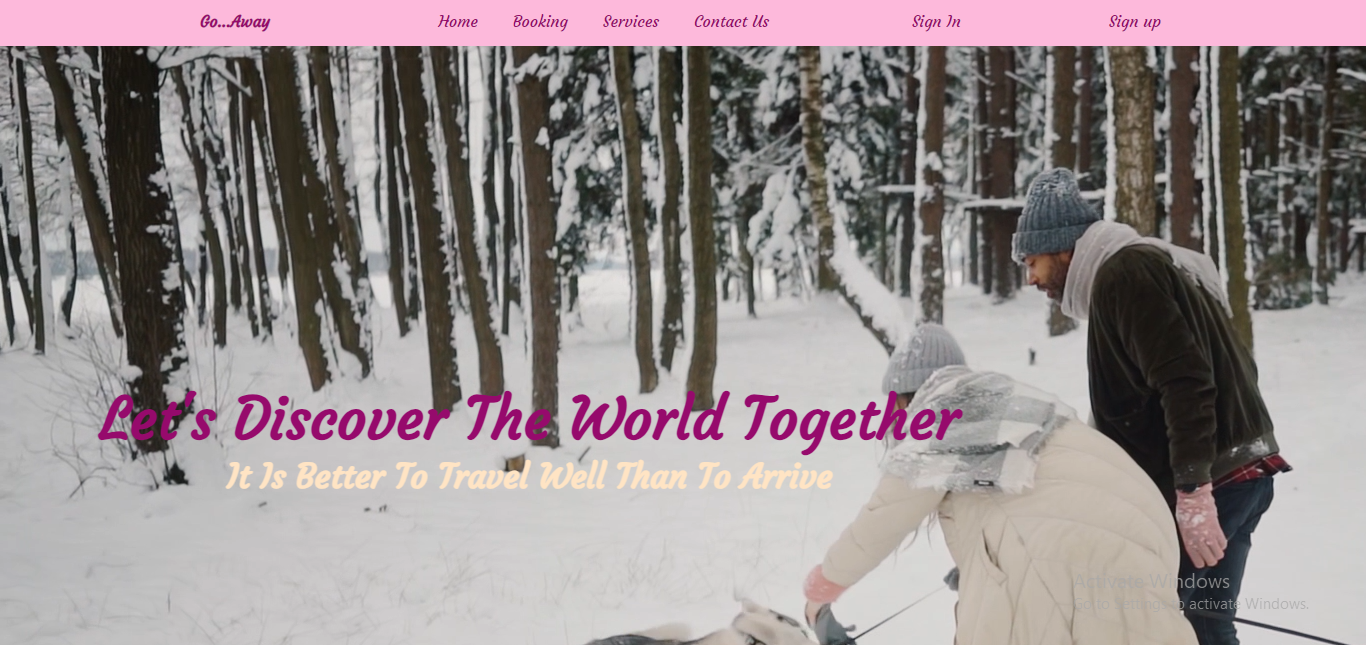 Go...Away Home Booking Services Contact Us Sign In Sign up
Let's Discover The World Together
It Is Better To Travel Well Than To Arrive
Activate Windows
Go to Settings to activate Windows.